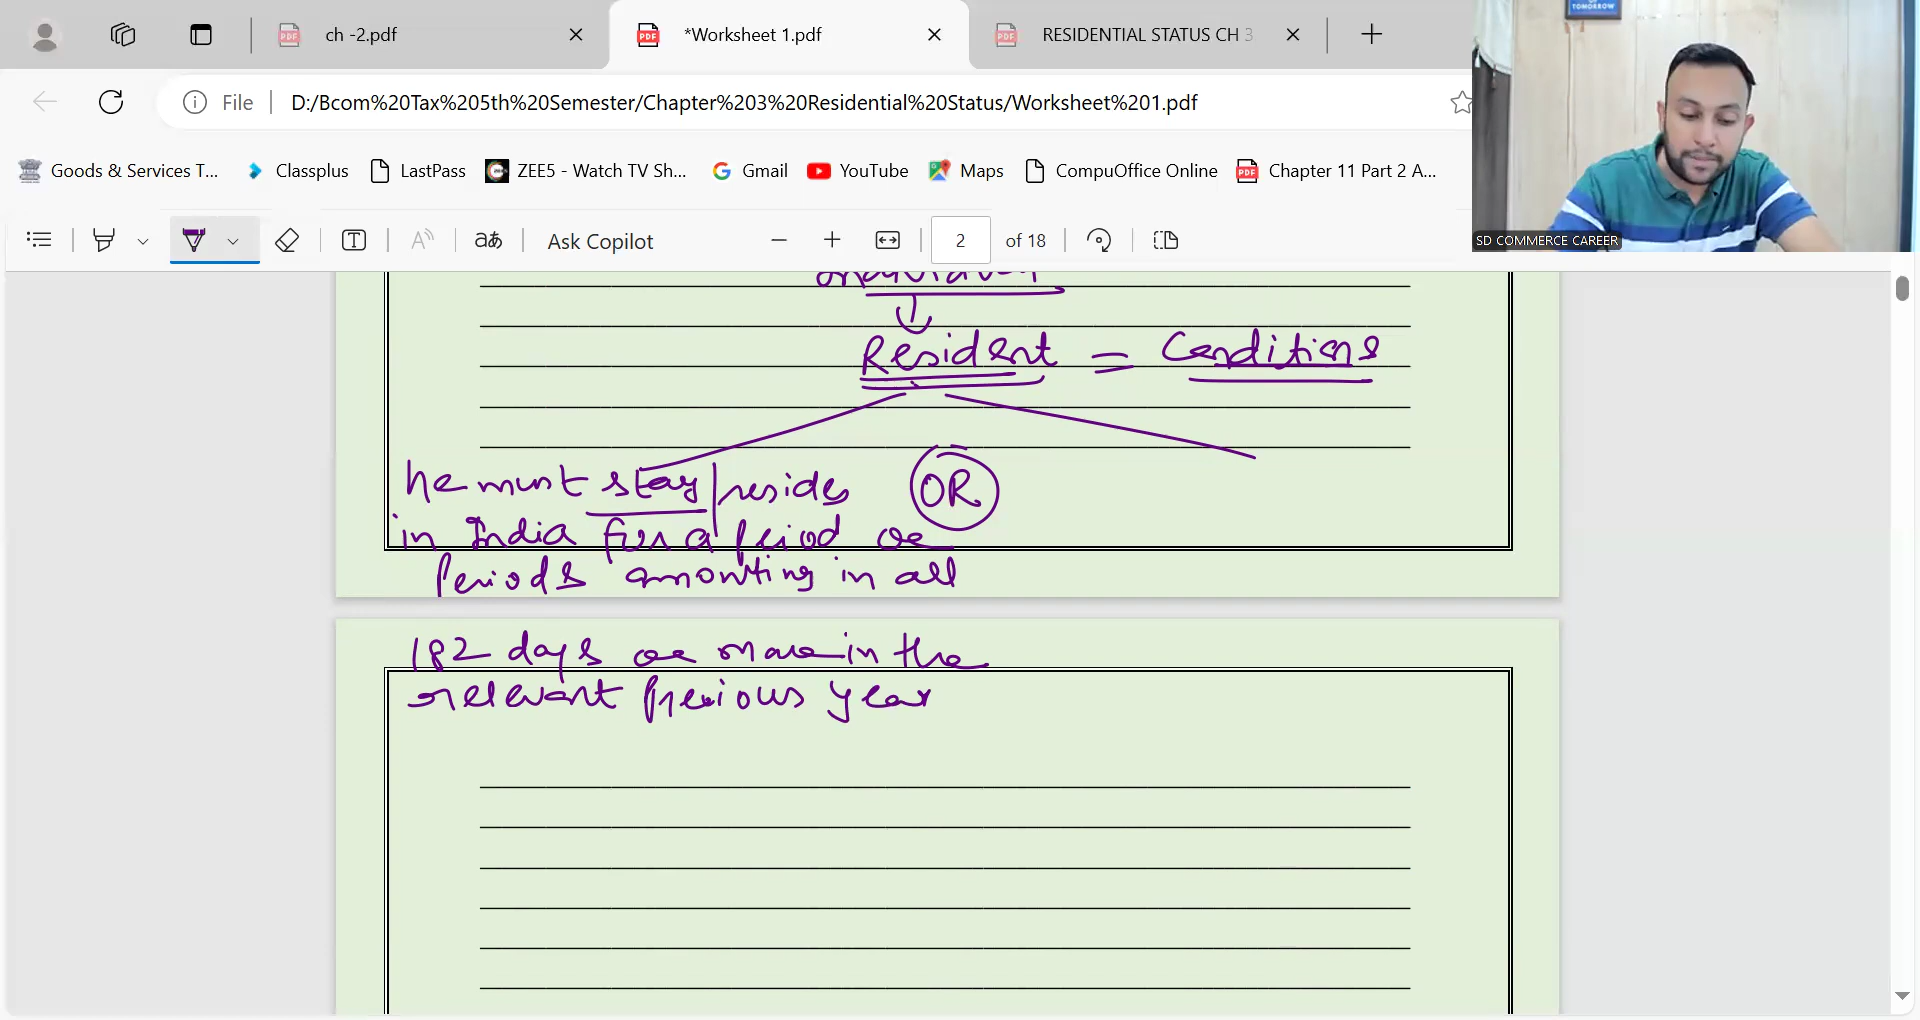 ch -2.pdf
*Worksheet 1.pdf
RESIDENTIAL STATUS CH 3
TOMORROW
File
D:/Bcom%20Tax%205th%20Semester/Chapter%203%20Residential%20Status/Worksheet%201.pdf
Goods & Services T...
Classplus
LastPass
ZEE5 - Watch TV Sh...
Gmail
YouTube
Maps
CompuOffice Online
Chapter 11 Part 2 A...
Ask Copilot
2 of 18
SD COMMERCE CAREER
Resident = Conditions
he must stay/resides
OR
in India for a Period or
Periods amounting in all
182 days or more in the
relevant Previous year